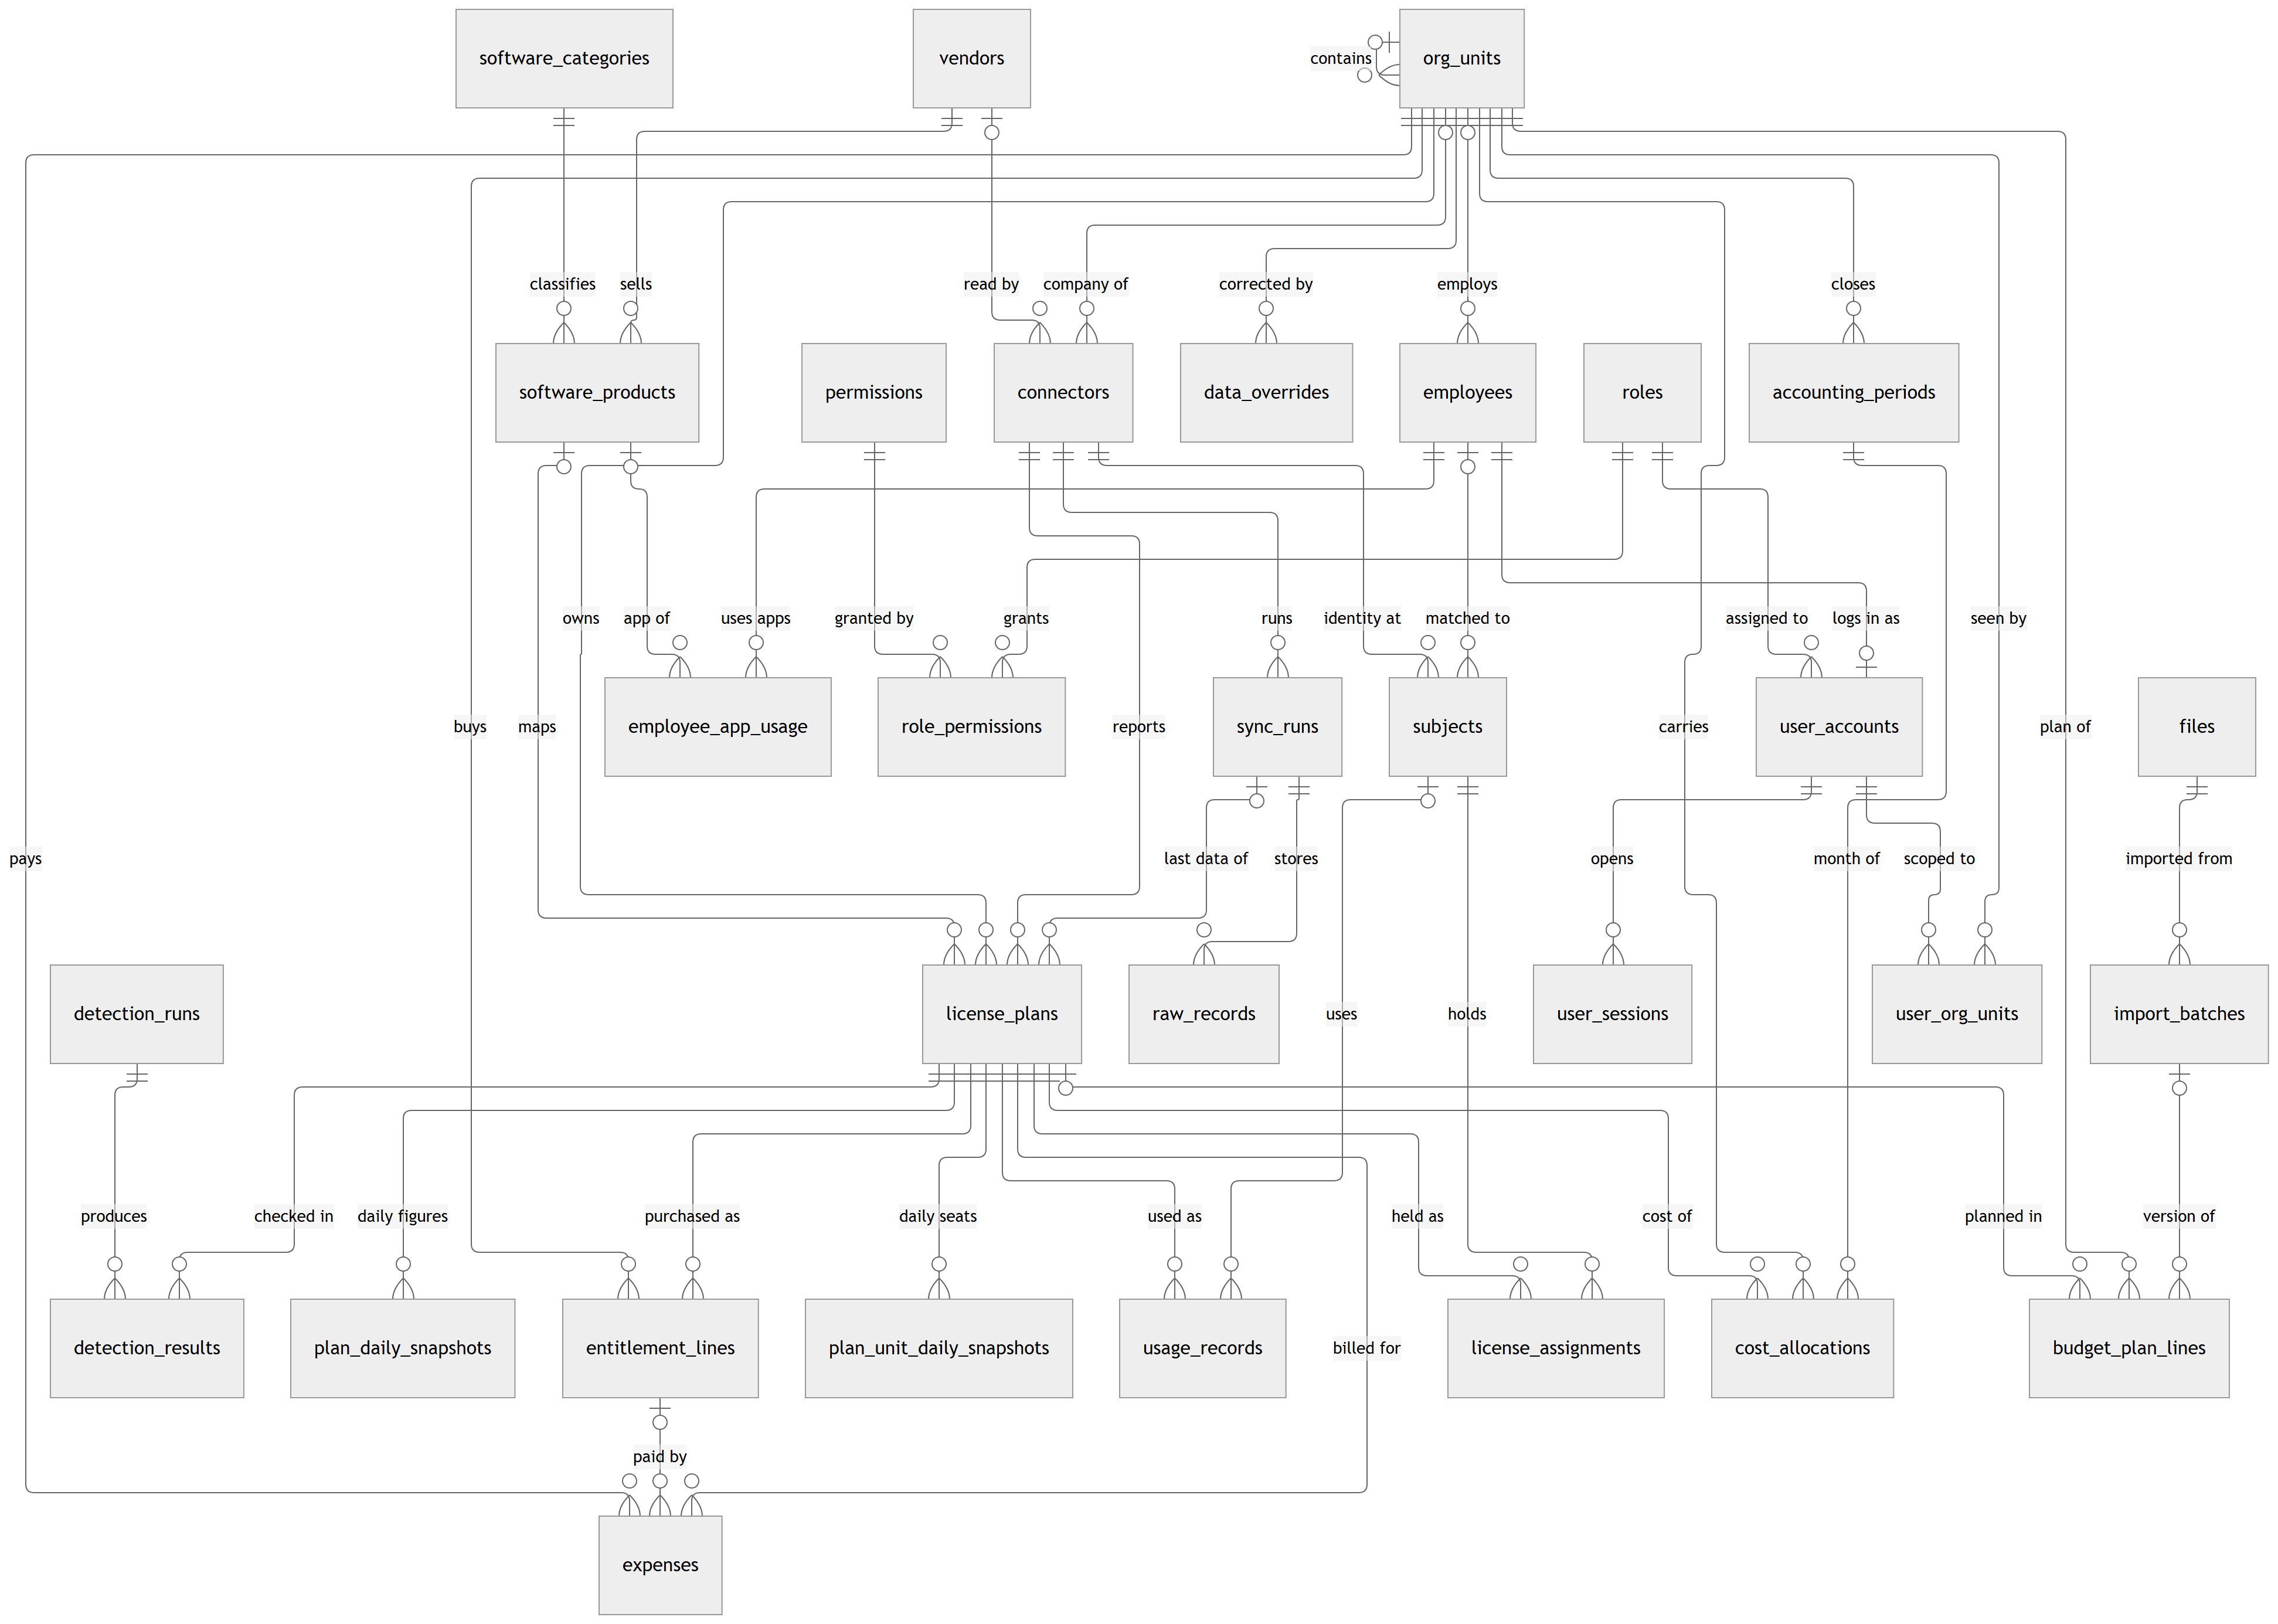 software_categories
vendors
org_units
contains
classifies
sells
read by
company of
corrected by
employs
closes
software_products
permissions
connectors
data_overrides
employees
roles
accounting_periods
owns
app of
uses apps
granted by
grants
runs
identity at
matched to
assigned to
logs in as
seen by
buys
maps
employee_app_usage
role_permissions
reports
sync_runs
subjects
carries
user_accounts
plan of
files
pays
last data of
stores
opens
month of
scoped to
imported from
detection_runs
license_plans
raw_records
uses
holds
user_sessions
user_org_units
import_batches
produces
checked in
daily figures
purchased as
daily seats
used as
held as
cost of
planned in
version of
detection_results
plan_daily_snapshots
entitlement_lines
plan_unit_daily_snapshots
usage_records
billed for
license_assignments
cost_allocations
budget_plan_lines
paid by
expenses